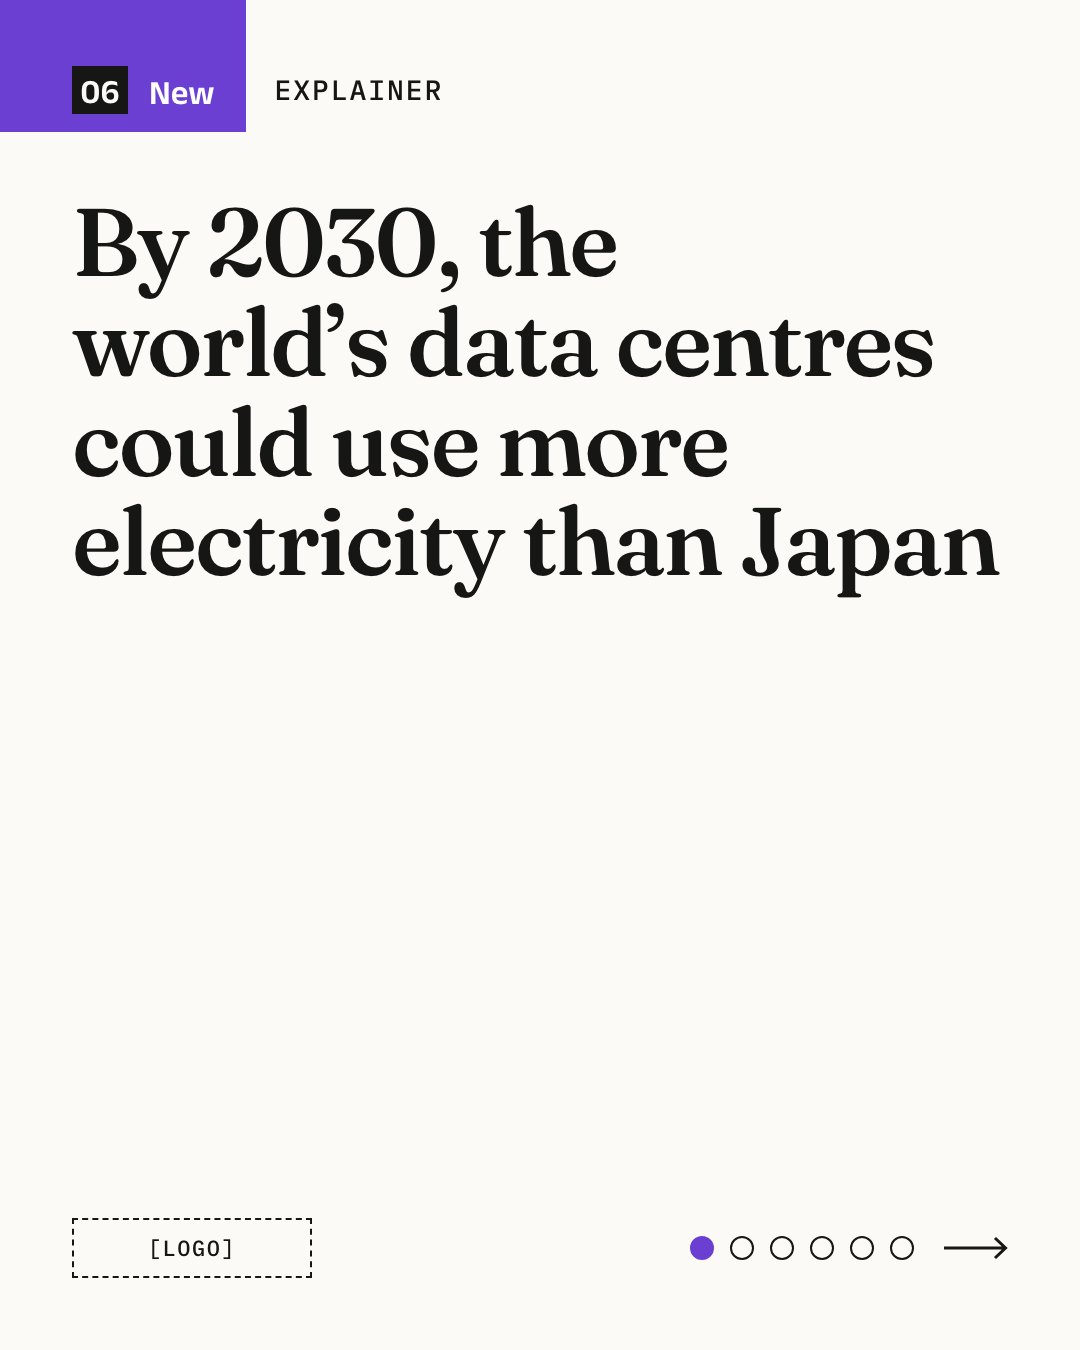 06 New EXPLAINER
By 2030, the
world’s data centres
could use more
electricity than Japan
[LOGO]